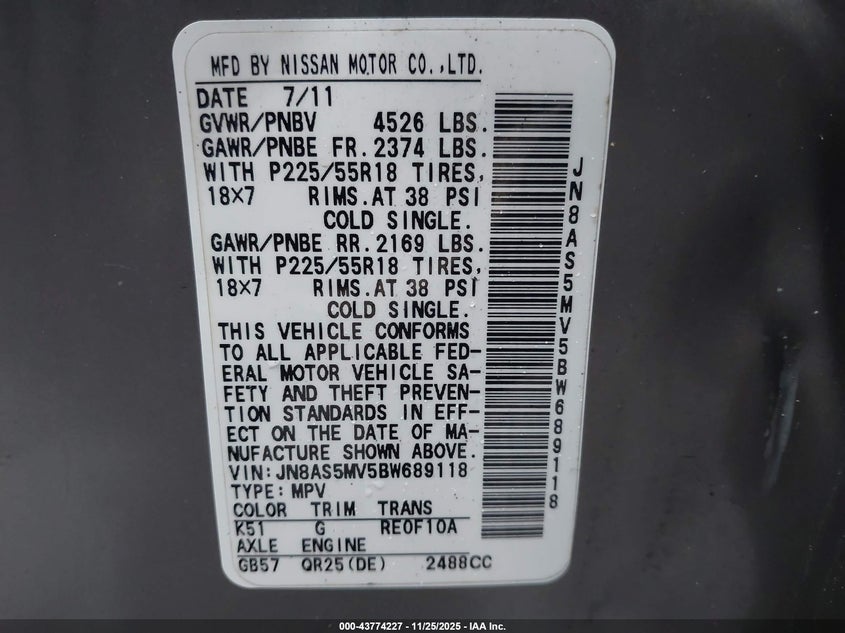 MFD BY NISSAN MOTOR CO.,LTD.
DATE 7/11
GVWR/PNBV 4526 LBS.
GAWR/PNBE FR.2374 LBS.
WITH P225/55R18 TIRES,
18×7 RIMS.AT 38 PSI
COLD SINGLE.
GAWR/PNBE RR.2169 LBS.
WITH P225/55R18 TIRES,
18×7 RIMS.AT 38 PSI
COLD SINGLE.
THIS VEHICLE CONFORMS
TO ALL APPLICABLE FED-
ERAL MOTOR VEHICLE SA-
FETY AND THEFT PREVEN-
TION STANDARDS IN EFF-
ECT ON THE DATE OF MA-
NUFACTURE SHOWN ABOVE.
VIN:JN8AS5MV5BW689118
TYPE:MPV
COLOR TRIM TRANS
K51 G RE0F10A
AXLE ENGINE
GB57 QR25(DE) 2488CC
JN8AS5MV5BW689118
000-43774227 - 11/25/2025 - IAA Inc.